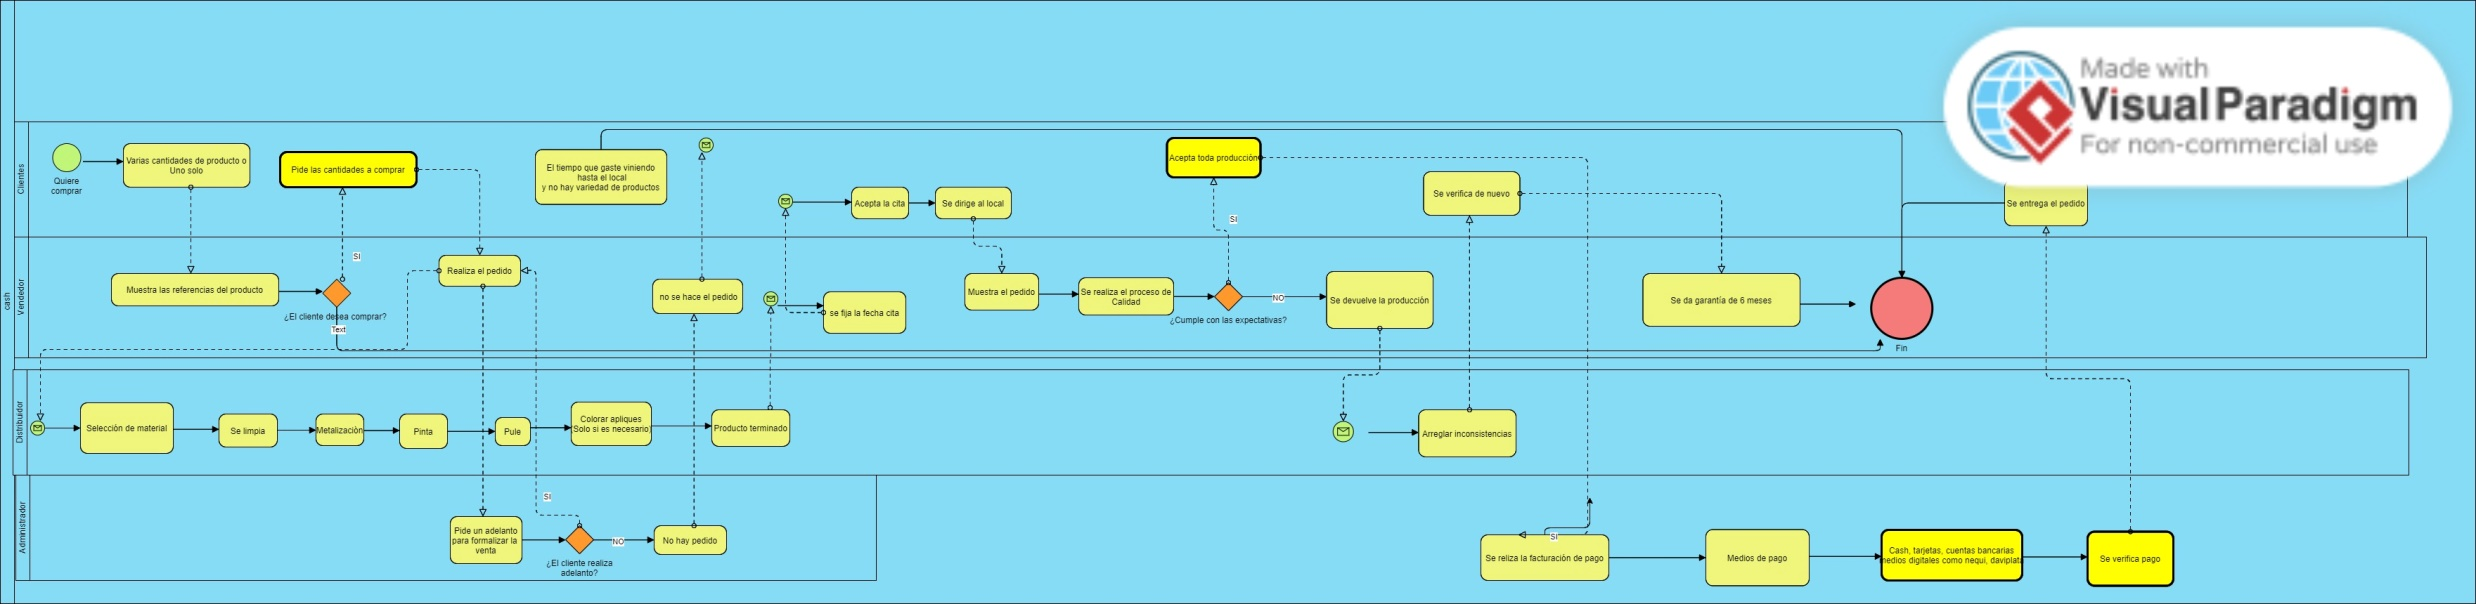 Made with
Visual Paradigm
For non-commercial use
cash
Clientes
Quiere
comprar
Varias cantidades de producto o
Uno solo
Pide las cantidades a comprar
El tiempo que gaste viniendo
hasta el local
y no hay variedad de productos
Acepta la cita
Se dirige al local
Acepta toda producción
Se verifica de nuevo
Se entrega el pedido
SI
SI
Vendedor
Muestra las referencias del producto
¿El cliente desea comprar?
Text
Realiza el pedido
no se hace el pedido
se fija la fecha cita
Muestra el pedido
Se realiza el proceso de
Calidad
¿Cumple con las expectativas?
NO
Se devuelve la producción
Se da garantía de 6 meses
Fin
Distribuidor
Selección de material
Se limpia
Metalización
Pinta
Pule
Colorar apliques
Solo si es necesario
Producto terminado
Arreglar inconsistencias
Administrador
Pide un adelanto
para formalizar la
venta
SI
¿El cliente realiza
adelanto?
NO
No hay pedido
SI
Se reliza la facturación de pago
Medios de pago
Cash, tarjetas, cuentas bancarias
medios digitales como nequi, daviplata
Se verifica pago